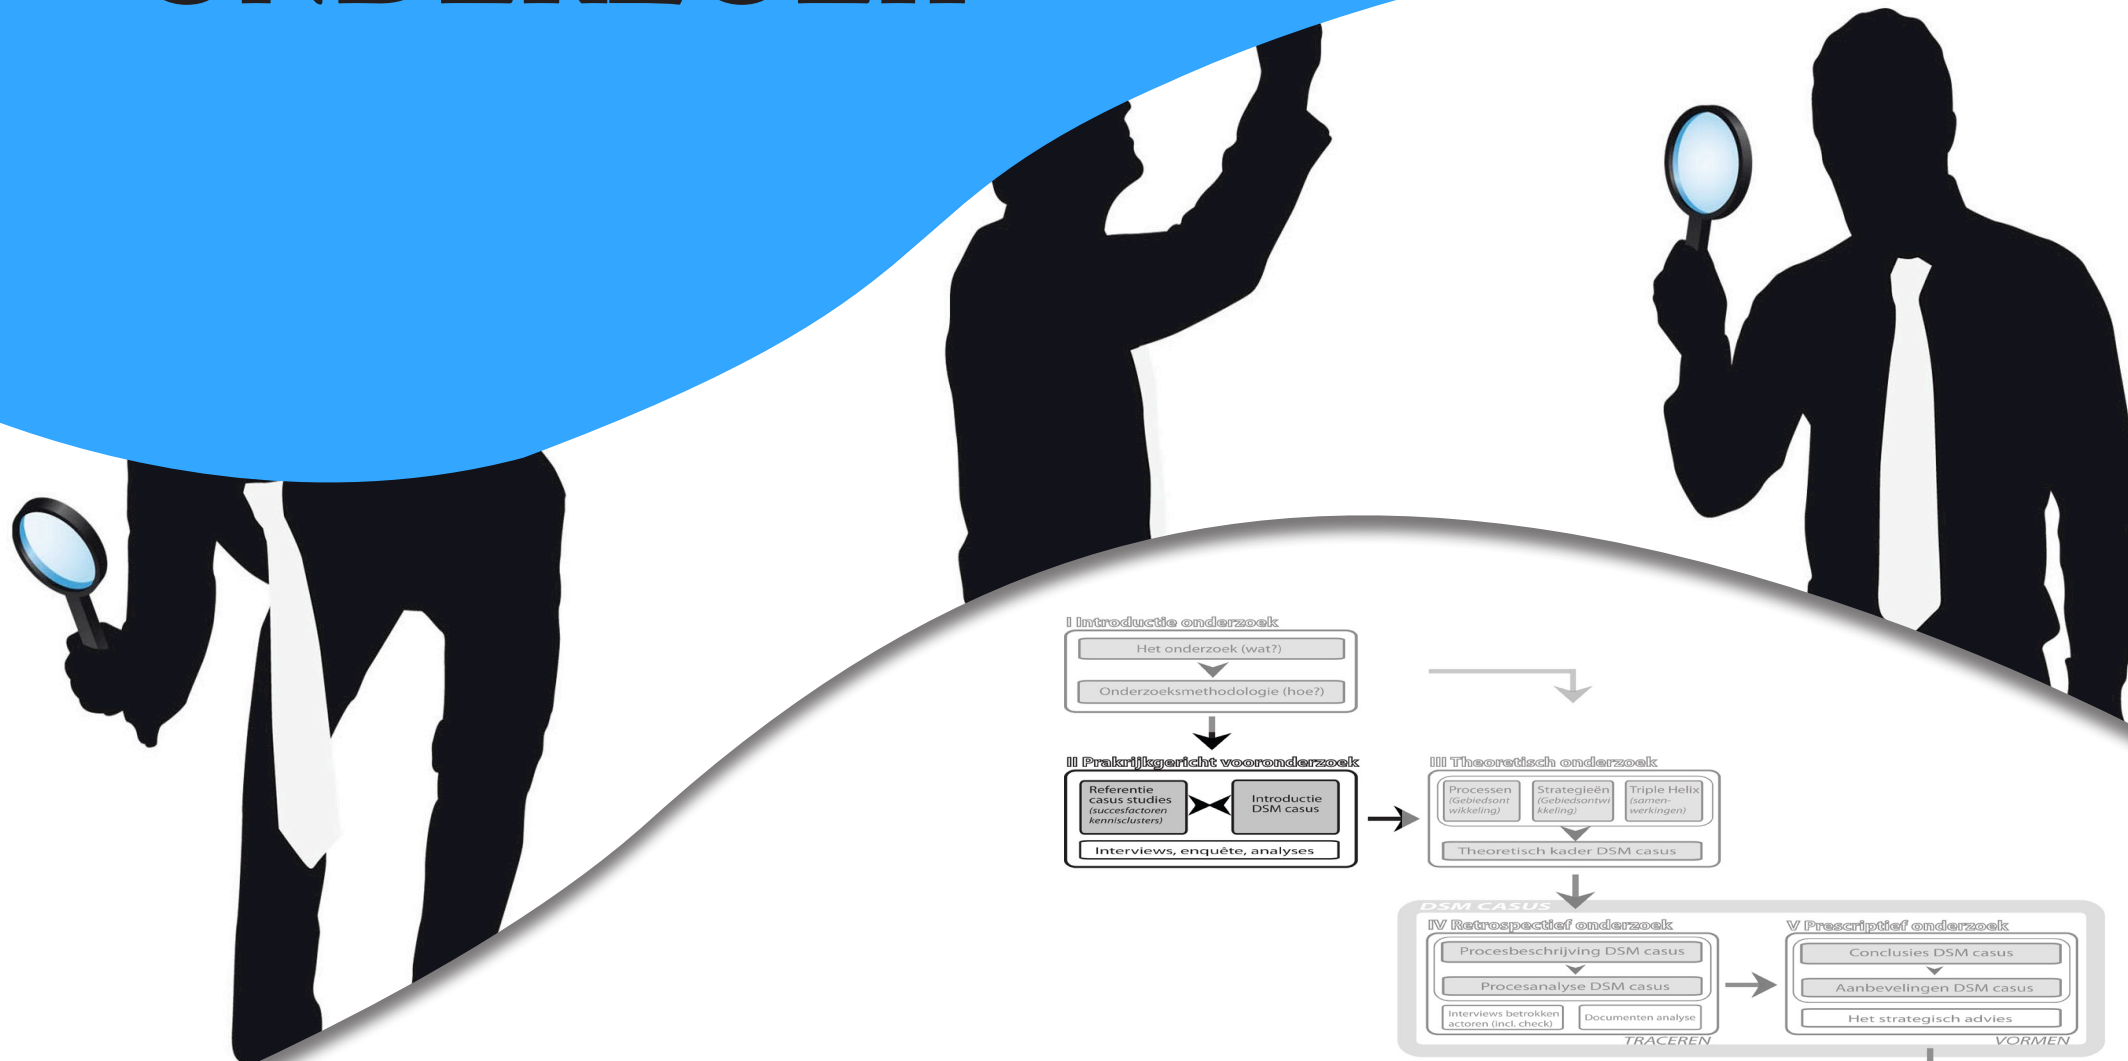 I Introductie onderzoek
Het onderzoek (wat?)
Onderzoeksmethodologie (hoe?)
II Prakrijkgericht vooronderzoek
Referentie
casus studies
(succesfactoren
kennisclusters)
Introductie
DSM casus
Interviews, enquête, analyses
III Theoretisch onderzoek
Processen
(Gebiedsont
wikkeling)
Strategieën
(Gebiedsontwi
kkeling)
Triple Helix
(samen-
werkingen)
Theoretisch kader DSM casus
DSM CASUS
IV Retrospectief onderzoek
Procesbeschrijving DSM casus
Procesanalyse DSM casus
Interviews betrokken
actoren (incl. check)
Documenten analyse
TRACEREN
V Prescriptief onderzoek
Conclusies DSM casus
Aanbevelingen DSM casus
Het strategisch advies
VORMEN